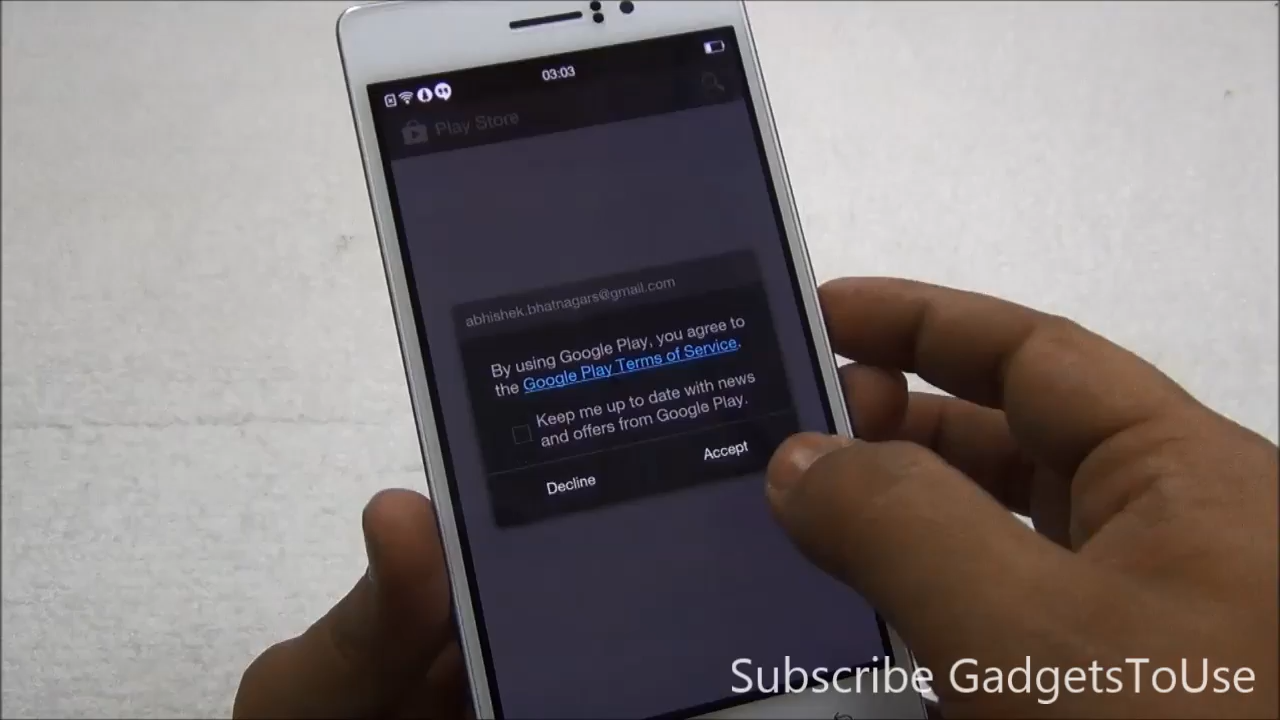 03:03
Play Store
abhishek.bhatnagars@gmail.com
By using Google Play, you agree to
the Google Play Terms of Service.
Keep me up to date with news
and offers from Google Play.
Decline
Accept
Subscribe GadgetsToUse